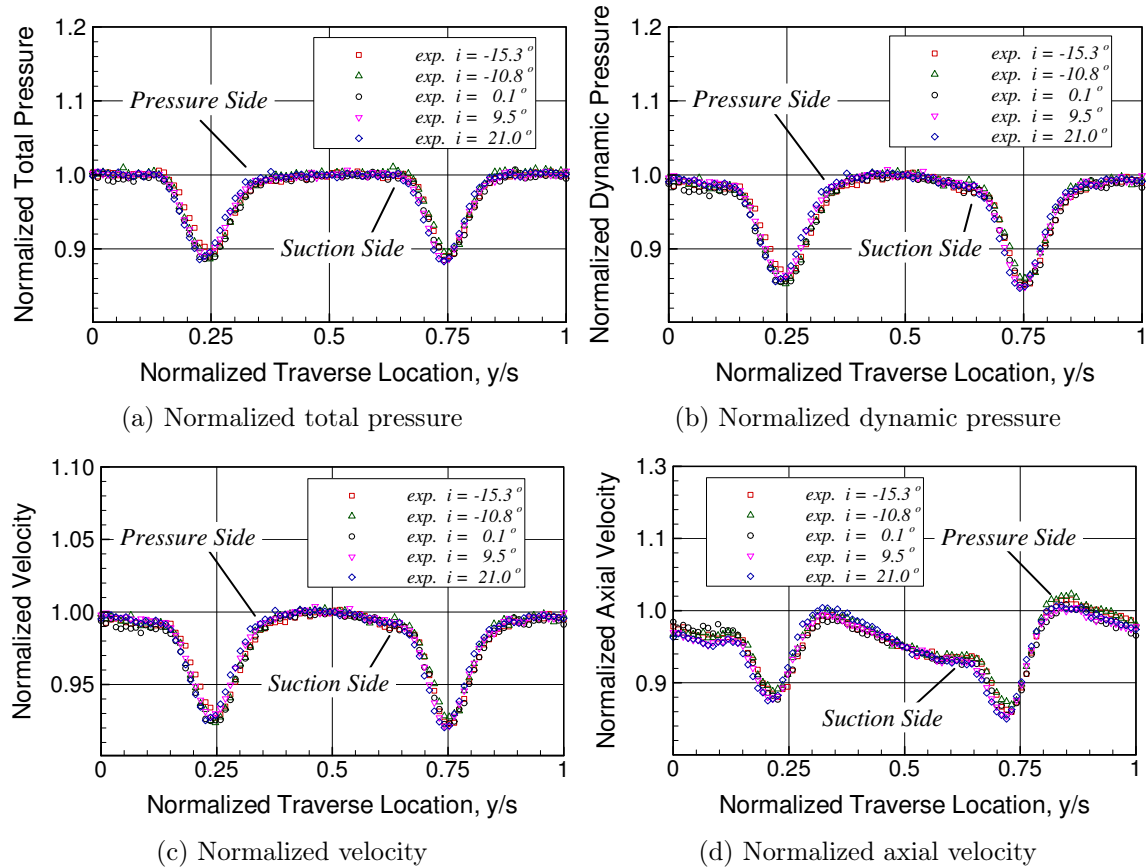 1.2
1.1
1.0
0.9
Normalized Total Pressure
exp. i = -15.3°
exp. i = -10.8°
exp. i = 0.1°
exp. i = 9.5°
exp. i = 21.0°
Pressure Side
Suction Side
0 0.25 0.5 0.75 1
Normalized Traverse Location, y/s
(a) Normalized total pressure
1.2
1.1
1.0
0.9
Normalized Dynamic Pressure
exp. i = -15.3°
exp. i = -10.8°
exp. i = 0.1°
exp. i = 9.5°
exp. i = 21.0°
Pressure Side
Suction Side
0 0.25 0.5 0.75 1
Normalized Traverse Location, y/s
(b) Normalized dynamic pressure
1.10
1.05
1.00
0.95
Normalized Velocity
exp. i = -15.3°
exp. i = -10.8°
exp. i = 0.1°
exp. i = 9.5°
exp. i = 21.0°
Pressure Side
Suction Side
0 0.25 0.5 0.75 1
Normalized Traverse Location, y/s
(c) Normalized velocity
1.3
1.1
1.0
0.9
Normalized Axial Velocity
exp. i = -15.3°
exp. i = -10.8°
exp. i = 0.1°
exp. i = 9.5°
exp. i = 21.0°
Pressure Side
Suction Side
0 0.25 0.5 0.75 1
Normalized Traverse Location, y/s
(d) Normalized axial velocity